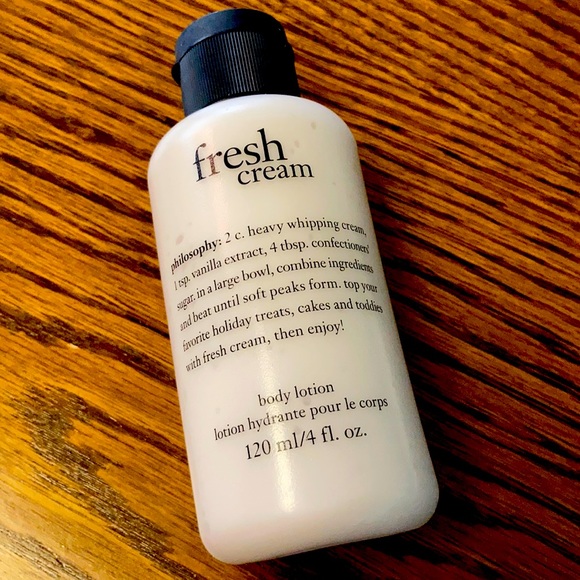 fresh
cream
philosophy: 2 c. heavy whipping cream,
1 tsp. vanilla extract, 4 tbsp. confectioners'
sugar. in a large bowl, combine ingredients
and beat until soft peaks form. top your
favorite holiday treats, cakes and toddies
with fresh cream, then enjoy!
body lotion
lotion hydrante pour le corps
120 ml/4 fl. oz.